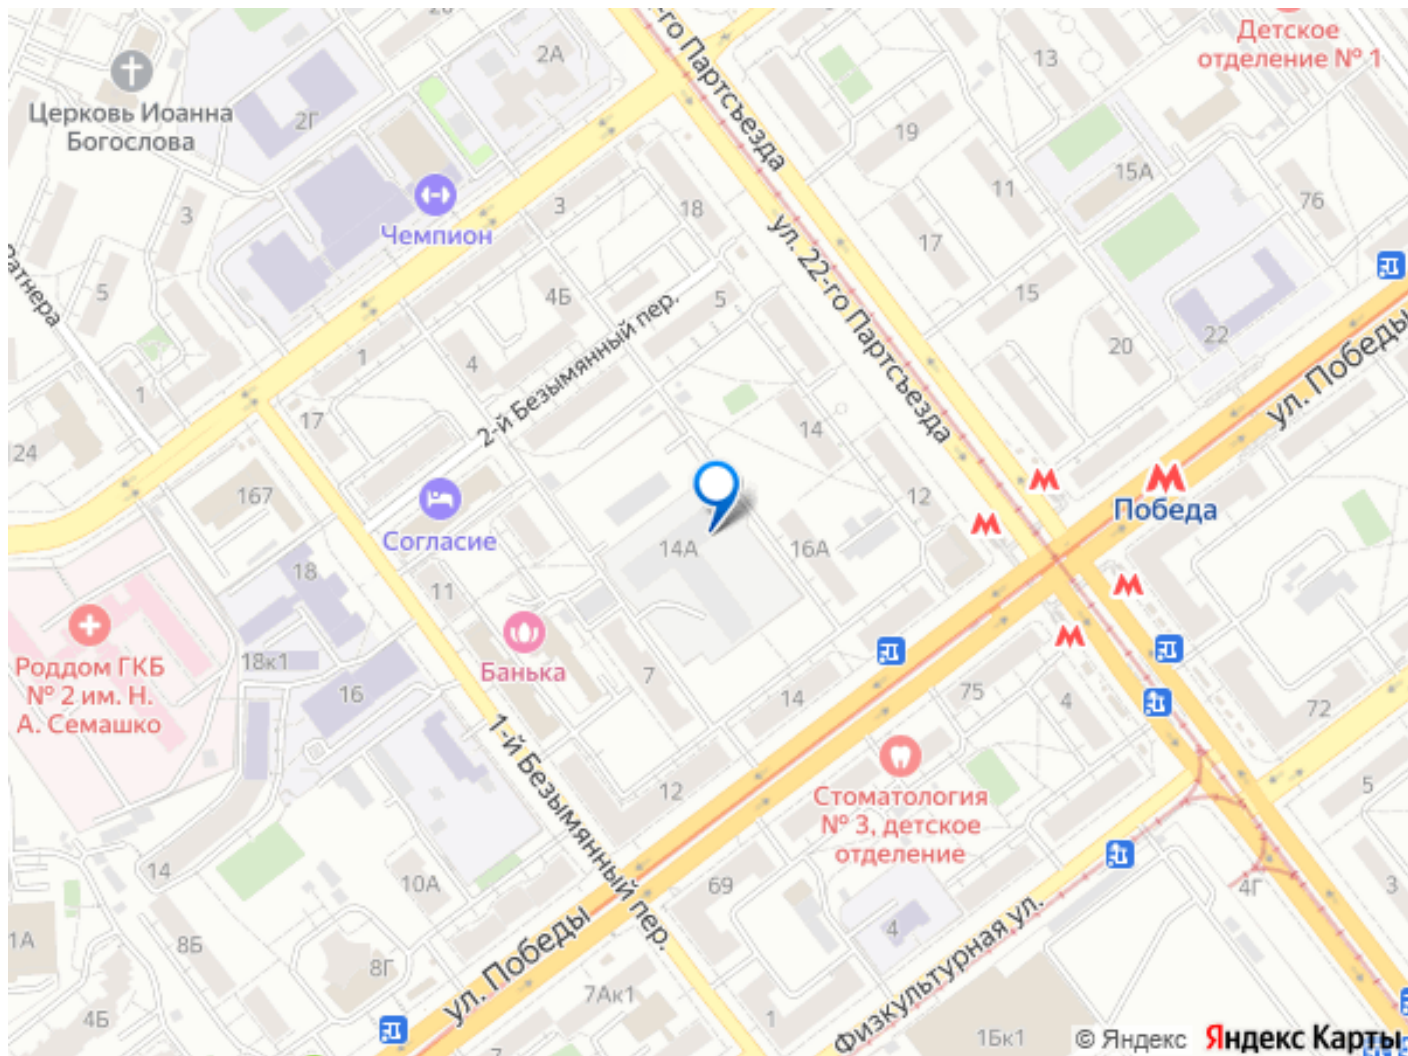 Детское
отделение № 1
2А
13
Церковь Иоанна
Богослова
2Г
-го Партсъезда
19
15А
11
76
3
3
18
Чемпион
17
ул. 22-го Партсъезда
5
4Б
5
15
22
20
ул. Победы
1
4
2-й Безымянный пер.
1
17
14
124
167
12
Победа
Согласие
14А
16А
18
11
Банька
Роддом ГКБ
№ 2 им. Н.
А. Семашко
18к1
16
7
14
75
4
72
1-й Безымянный пер.
12
Стоматология
№ 3, детское
отделение
5
14
10А
69
4Г
3
4
1А
8Б
8Г
ул. Победы
7Ак1
Физкультурная ул.
4Б
1
1Бк1
© Яндекс Яндекс Карты